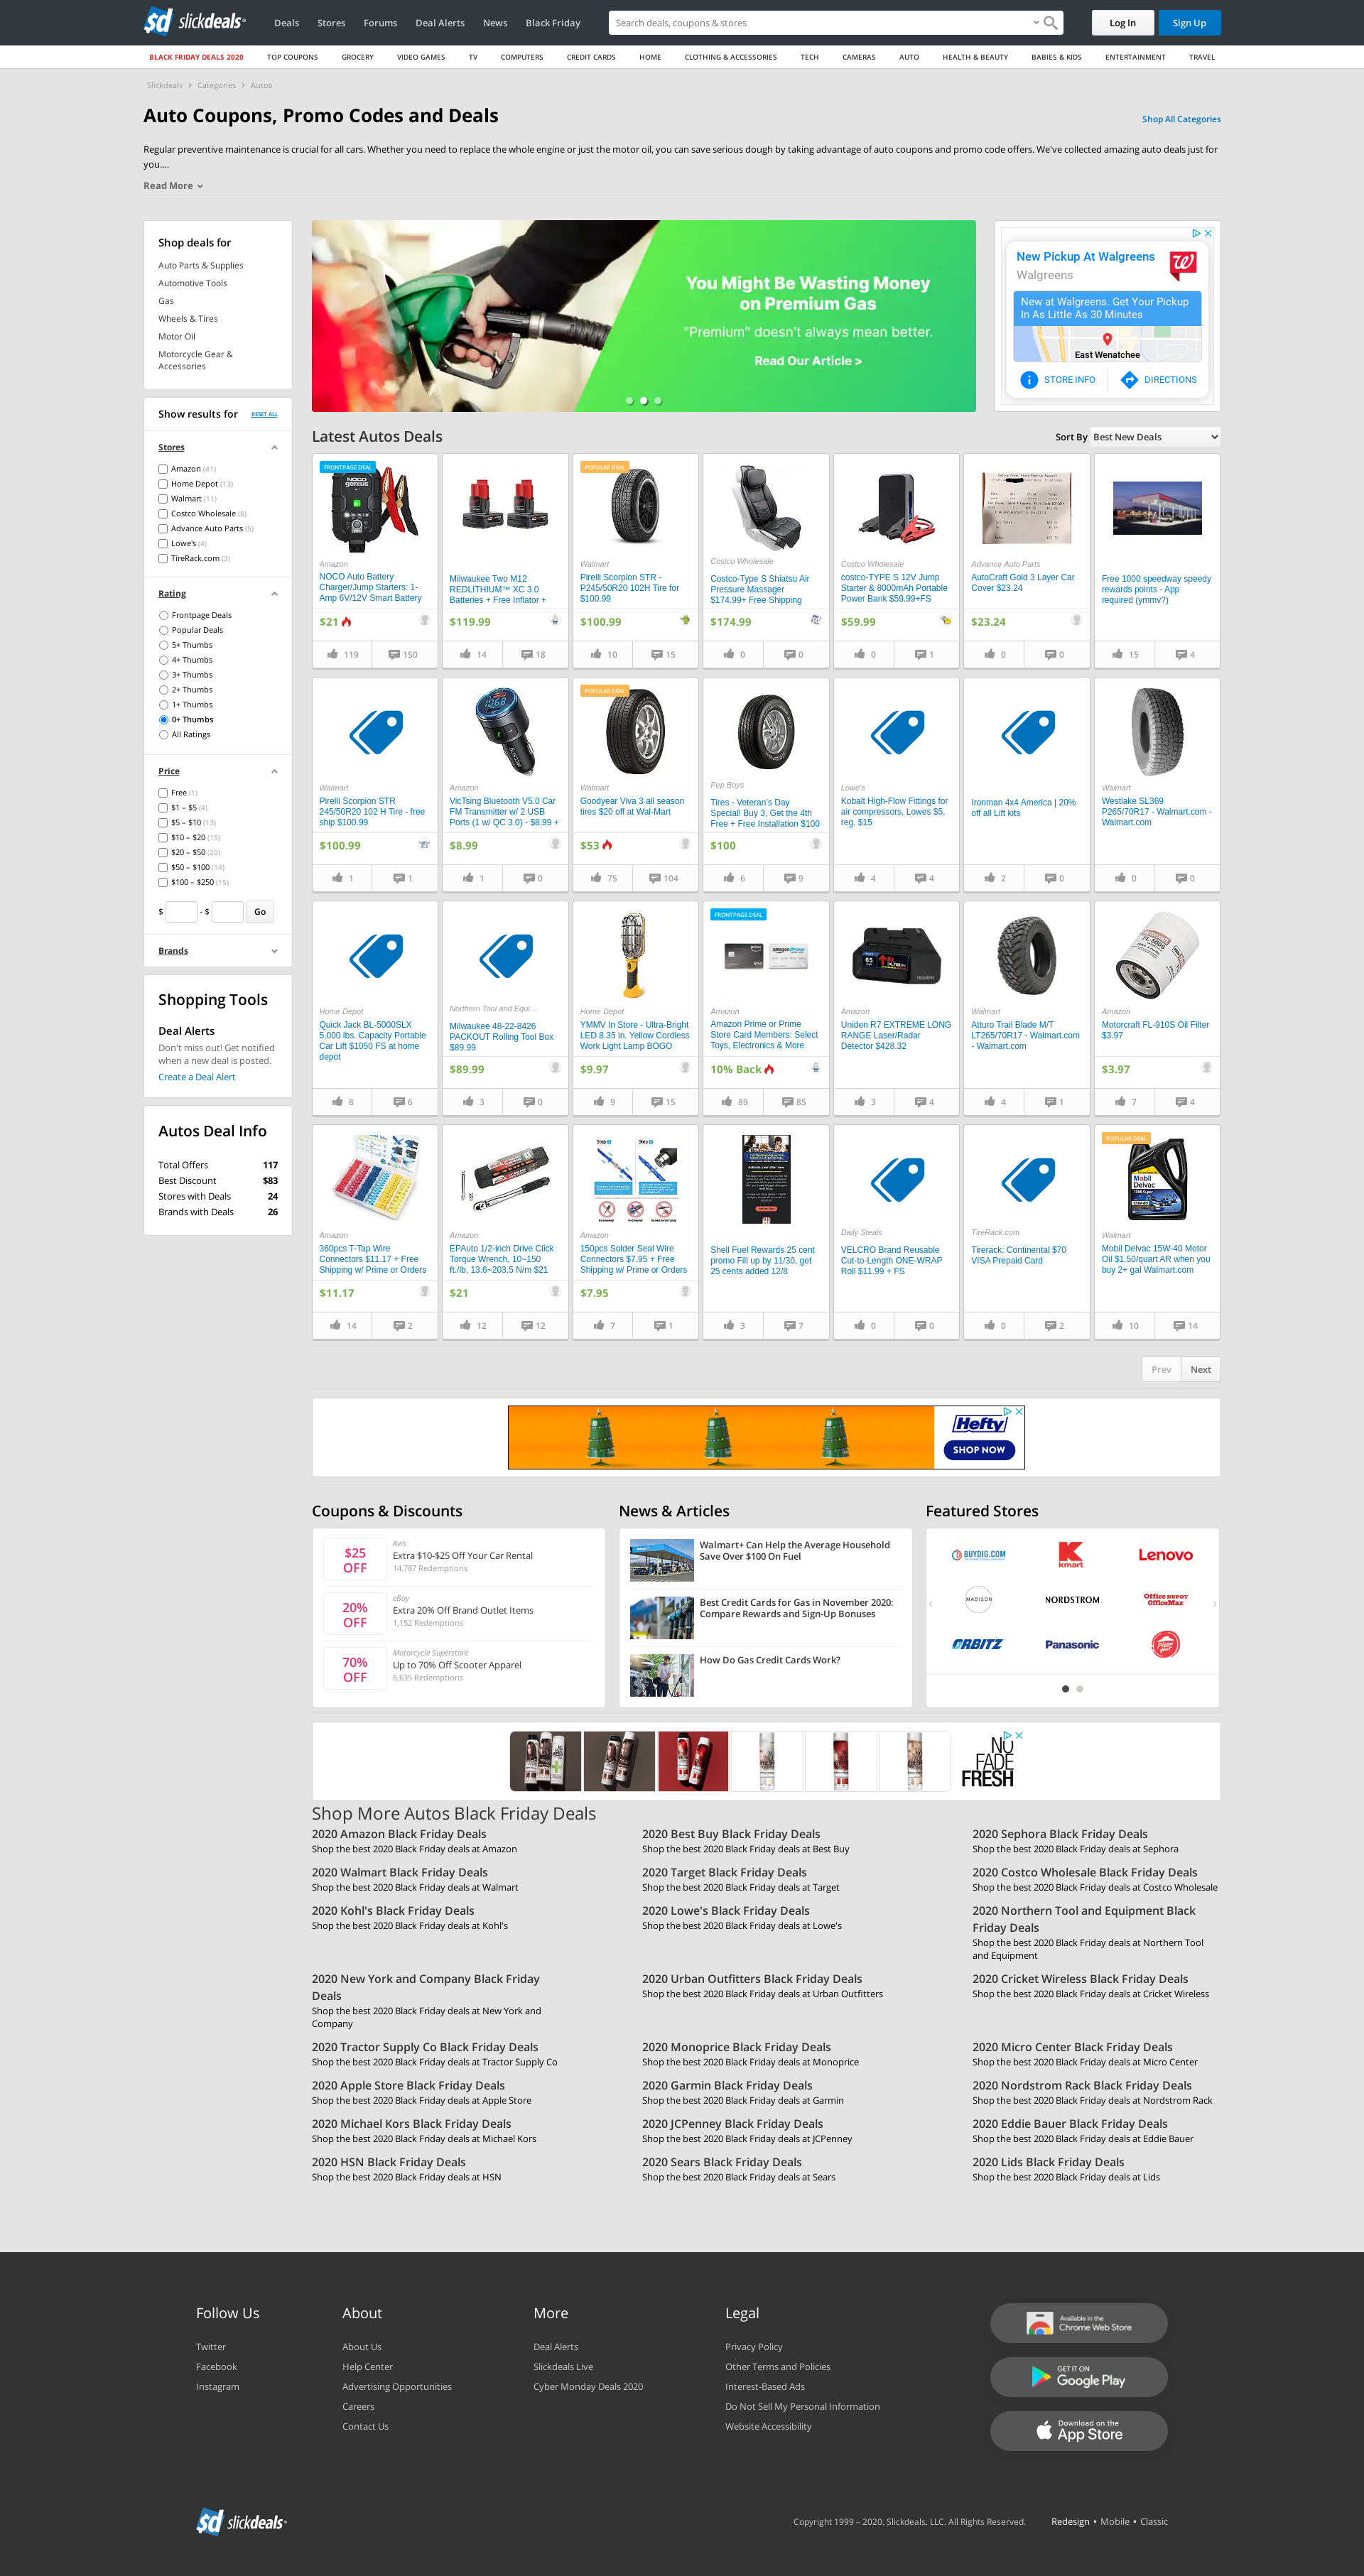 sd slickdeals
Deals
Stores
Forums
Deal Alerts
News
Black Friday
Search deals, coupons & stores
Log In
Sign Up
BLACK FRIDAY DEALS 2020
TOP COUPONS
GROCERY
VIDEO GAMES
TV
COMPUTERS
CREDIT CARDS
HOME
CLOTHING & ACCESSORIES
TECH
CAMERAS
AUTO
HEALTH & BEAUTY
BABIES & KIDS
ENTERTAINMENT
TRAVEL
Slickdeals › Categories › Autos
Auto Coupons, Promo Codes and Deals
Shop All Categories
Regular preventive maintenance is crucial for all cars. Whether you need to replace the whole engine or just the motor oil, you can save serious dough by taking advantage of auto coupons and promo code offers. We've collected amazing auto deals just for
you....
Read More
Shop deals for
Auto Parts & Supplies
Automotive Tools
Gas
Wheels & Tires
Motor Oil
Motorcycle Gear &
Accessories
Show results for
RESET ALL
Stores
Amazon (41)
Home Depot (13)
Walmart (11)
Costco Wholesale (8)
Advance Auto Parts (5)
Lowe's (4)
TireRack.com (3)
Rating
Frontpage Deals
Popular Deals
5+ Thumbs
4+ Thumbs
3+ Thumbs
2+ Thumbs
1+ Thumbs
0+ Thumbs
All Ratings
Price
Free (1)
$1 – $5 (4)
$5 – $10 (13)
$10 – $20 (15)
$20 – $50 (20)
$50 – $100 (14)
$100 – $250 (15)
$ - $ Go
Brands
Shopping Tools
Deal Alerts
Don't miss out! Get notified
when a new deal is posted.
Create a Deal Alert
Autos Deal Info
Total Offers 117
Best Discount $83
Stores with Deals 24
Brands with Deals 26
You Might Be Wasting Money
on Premium Gas
"Premium" doesn't always mean better.
Read Our Article >
New Pickup At Walgreens
Walgreens
New at Walgreens. Get Your Pickup
In As Little As 30 Minutes
East Wenatchee
STORE INFO
DIRECTIONS
Latest Autos Deals
Sort By Best New Deals
FRONTPAGE DEAL
NOCO
genius
Amazon
NOCO Auto Battery
Charger/Jump Starters: 1-
Amp 6V/12V Smart Battery
$21
119
150
Milwaukee Two M12
REDLITHIUM™ XC 3.0
Batteries + Free Inflator +
$119.99
14
18
POPULAR DEAL
Walmart
Pirelli Scorpion STR -
P245/50R20 102H Tire for
$100.99
$100.99
10
15
Costco Wholesale
Costco-Type S Shiatsu Air
Pressure Massager
$174.99+ Free Shipping
$174.99
0
0
Costco Wholesale
costco-TYPE S 12V Jump
Starter & 8000mAh Portable
Power Bank $59.99+FS
$59.99
0
1
Advance Auto Parts
AutoCraft Gold 3 Layer Car
Cover $23.24
$23.24
0
0
Free 1000 speedway speedy
rewards points - App
required (ymmv?)
15
4
Walmart
Pirelli Scorpion STR
245/50R20 102 H Tire - free
ship $100.99
$100.99
1
1
106.8
Amazon
VicTsing Bluetooth V5.0 Car
FM Transmitter w/ 2 USB
Ports (1 w/ QC 3.0) - $8.99 +
$8.99
1
0
POPULAR DEAL
Walmart
Goodyear Viva 3 all season
tires $20 off at Wal-Mart
$53
75
104
Pep Boys
Tires - Veteran's Day
Special! Buy 3, Get the 4th
Free + Free Installation $100
$100
6
9
Lowe's
Kobalt High-Flow Fittings for
air compressors, Lowes $5,
reg. $15
4
4
Ironman 4x4 America | 20%
off all Lift kits
2
0
Walmart
Westlake SL369
P265/70R17 - Walmart.com -
Walmart.com
0
0
Home Depot
Quick Jack BL-5000SLX
5,000 lbs. Capacity Portable
Car Lift $1050 FS at home
depot
8
6
Northern Tool and Equi...
Milwaukee 48-22-8426
PACKOUT Rolling Tool Box
$89.99
$89.99
3
0
Home Depot
YMMV In Store - Ultra-Bright
LED 8.35 in. Yellow Cordless
Work Light Lamp BOGO
$9.97
9
15
FRONTPAGE DEAL
Amazon
Amazon Prime or Prime
Store Card Members: Select
Toys, Electronics & More
10% Back
89
85
Amazon
Uniden R7 EXTREME LONG
RANGE Laser/Radar
Detector $428.32
3
4
Walmart
Atturo Trail Blade M/T
LT265/70R17 - Walmart.com
- Walmart.com
4
1
FL-500S
Amazon
Motorcraft FL-910S Oil Filter
$3.97
$3.97
7
4
Amazon
360pcs T-Tap Wire
Connectors $11.17 + Free
Shipping w/ Prime or Orders
$11.17
14
2
Amazon
EPAuto 1/2-inch Drive Click
Torque Wrench, 10~150
ft./lb, 13.6~203.5 N/m $21
$21
12
12
Amazon
150pcs Solder Seal Wire
Connectors $7.95 + Free
Shipping w/ Prime or Orders
$7.95
7
1
Shell Fuel Rewards 25 cent
promo Fill up by 11/30, get
25 cents added 12/8
3
7
Daily Steals
VELCRO Brand Reusable
Cut-to-Length ONE-WRAP
Roll $11.99 + FS
0
0
TireRack.com
Tirerack: Continental $70
VISA Prepaid Card
0
2
POPULAR DEAL
Mobil
Delvac
Walmart
Mobil Delvac 15W-40 Motor
Oil $1.50/quart AR when you
buy 2+ gal Walmart.com
10
14
Prev
Next
Hefty
SHOP NOW
Coupons & Discounts
$25
OFF
Avis
Extra $10-$25 Off Your Car Rental
14,787 Redemptions
20%
OFF
eBay
Extra 20% Off Brand Outlet Items
1,152 Redemptions
70%
OFF
Motorcycle Superstore
Up to 70% Off Scooter Apparel
6,635 Redemptions
News & Articles
Walmart+ Can Help the Average Household
Save Over $100 On Fuel
Best Credit Cards for Gas in November 2020:
Compare Rewards and Sign-Up Bonuses
How Do Gas Credit Cards Work?
Featured Stores
BUYDIG.COM
kmart
Lenovo
MADISON
NORDSTROM
Office DEPOT
OfficeMax
ORBITZ
Panasonic
Pizza Hut
NO
FADE
FRESH
Shop More Autos Black Friday Deals
2020 Amazon Black Friday Deals
Shop the best 2020 Black Friday deals at Amazon
2020 Best Buy Black Friday Deals
Shop the best 2020 Black Friday deals at Best Buy
2020 Sephora Black Friday Deals
Shop the best 2020 Black Friday deals at Sephora
2020 Walmart Black Friday Deals
Shop the best 2020 Black Friday deals at Walmart
2020 Target Black Friday Deals
Shop the best 2020 Black Friday deals at Target
2020 Costco Wholesale Black Friday Deals
Shop the best 2020 Black Friday deals at Costco Wholesale
2020 Kohl's Black Friday Deals
Shop the best 2020 Black Friday deals at Kohl's
2020 Lowe's Black Friday Deals
Shop the best 2020 Black Friday deals at Lowe's
2020 Northern Tool and Equipment Black
Friday Deals
Shop the best 2020 Black Friday deals at Northern Tool
and Equipment
2020 New York and Company Black Friday
Deals
Shop the best 2020 Black Friday deals at New York and
Company
2020 Urban Outfitters Black Friday Deals
Shop the best 2020 Black Friday deals at Urban Outfitters
2020 Cricket Wireless Black Friday Deals
Shop the best 2020 Black Friday deals at Cricket Wireless
2020 Tractor Supply Co Black Friday Deals
Shop the best 2020 Black Friday deals at Tractor Supply Co
2020 Monoprice Black Friday Deals
Shop the best 2020 Black Friday deals at Monoprice
2020 Micro Center Black Friday Deals
Shop the best 2020 Black Friday deals at Micro Center
2020 Apple Store Black Friday Deals
Shop the best 2020 Black Friday deals at Apple Store
2020 Garmin Black Friday Deals
Shop the best 2020 Black Friday deals at Garmin
2020 Nordstrom Rack Black Friday Deals
Shop the best 2020 Black Friday deals at Nordstrom Rack
2020 Michael Kors Black Friday Deals
Shop the best 2020 Black Friday deals at Michael Kors
2020 JCPenney Black Friday Deals
Shop the best 2020 Black Friday deals at JCPenney
2020 Eddie Bauer Black Friday Deals
Shop the best 2020 Black Friday deals at Eddie Bauer
2020 HSN Black Friday Deals
Shop the best 2020 Black Friday deals at HSN
2020 Sears Black Friday Deals
Shop the best 2020 Black Friday deals at Sears
2020 Lids Black Friday Deals
Shop the best 2020 Black Friday deals at Lids
Follow Us
Twitter
Facebook
Instagram
About
About Us
Help Center
Advertising Opportunities
Careers
Contact Us
More
Deal Alerts
Slickdeals Live
Cyber Monday Deals 2020
Legal
Privacy Policy
Other Terms and Policies
Interest-Based Ads
Do Not Sell My Personal Information
Website Accessibility
Available in the
Chrome Web Store
GET IT ON
Google Play
Download on the
App Store
sd slickdeals
Copyright 1999 – 2020. Slickdeals, LLC. All Rights Reserved.
Redesign • Mobile • Classic